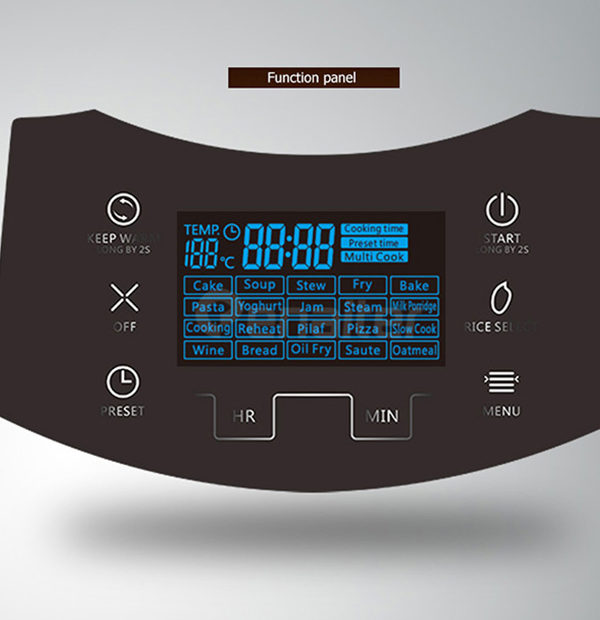 Function panel
TEMP.
188°C
88:88
Cooking time
Preset time
Multi Cook
Cake Soup Stew Fry Bake
Pasta Yoghurt Jam Steam Milk Porridge
Cooking Reheat Pilaf Pizza Slow Cook
Wine Bread Oil Fry Saute Oatmeal
KEEP WARM
LONG BY 2S
OFF
PRESET
HR
MIN
START
LONG BY 2S
RICE SELECT
MENU